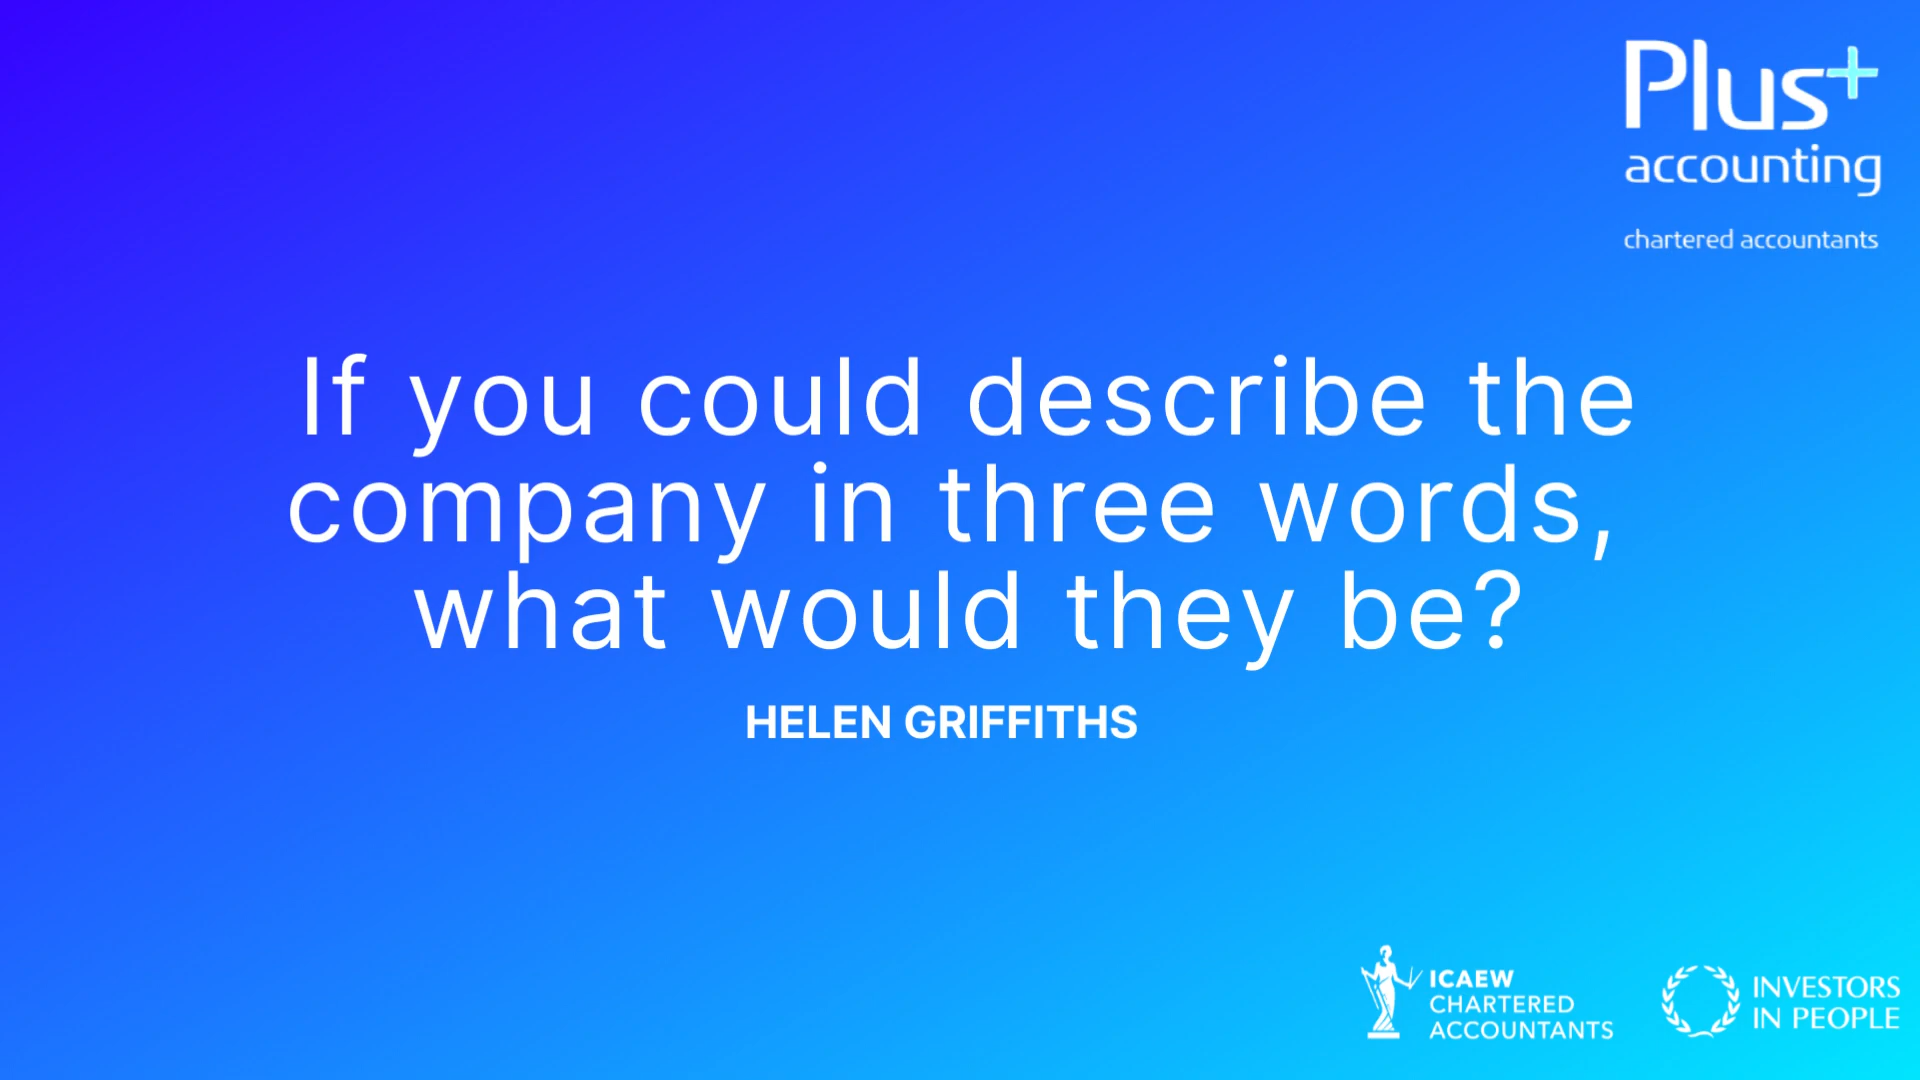 Plus+
accounting
chartered accountants
If you could describe the
company in three words,
what would they be?
HELEN GRIFFITHS
ICAEW
CHARTERED
ACCOUNTANTS
INVESTORS
IN PEOPLE